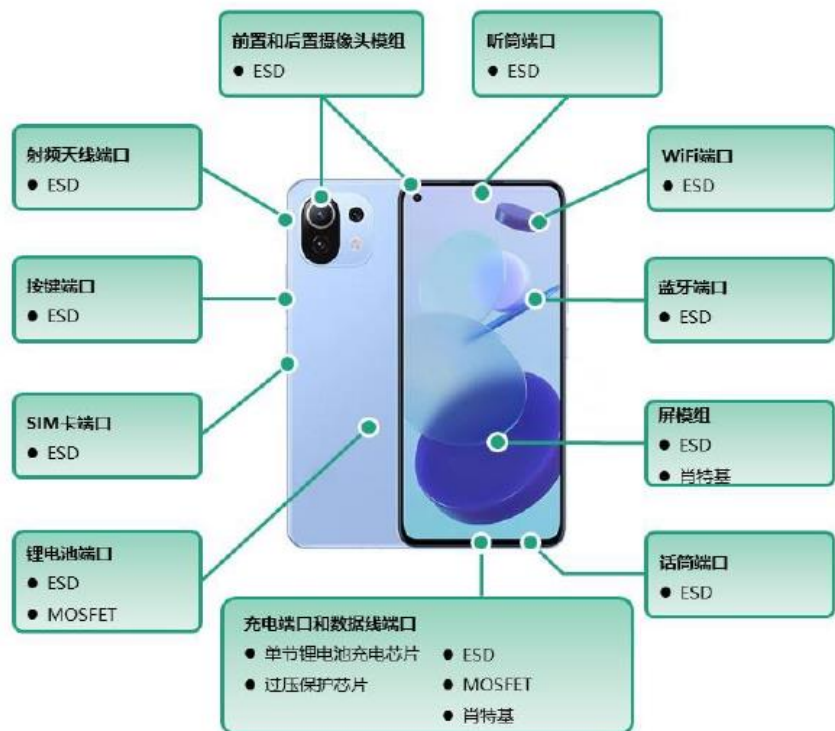 前置和后置摄像头模组
● ESD
听筒端口
● ESD
射频天线端口
● ESD
WiFi端口
● ESD
按键端口
● ESD
蓝牙端口
● ESD
SIM卡端口
● ESD
屏模组
● ESD
● 肖特基
锂电池端口
● ESD
● MOSFET
话筒端口
● ESD
充电端口和数据线端口
● 单节锂电池充电芯片 ● ESD
● 过压保护芯片 ● MOSFET
● 肖特基